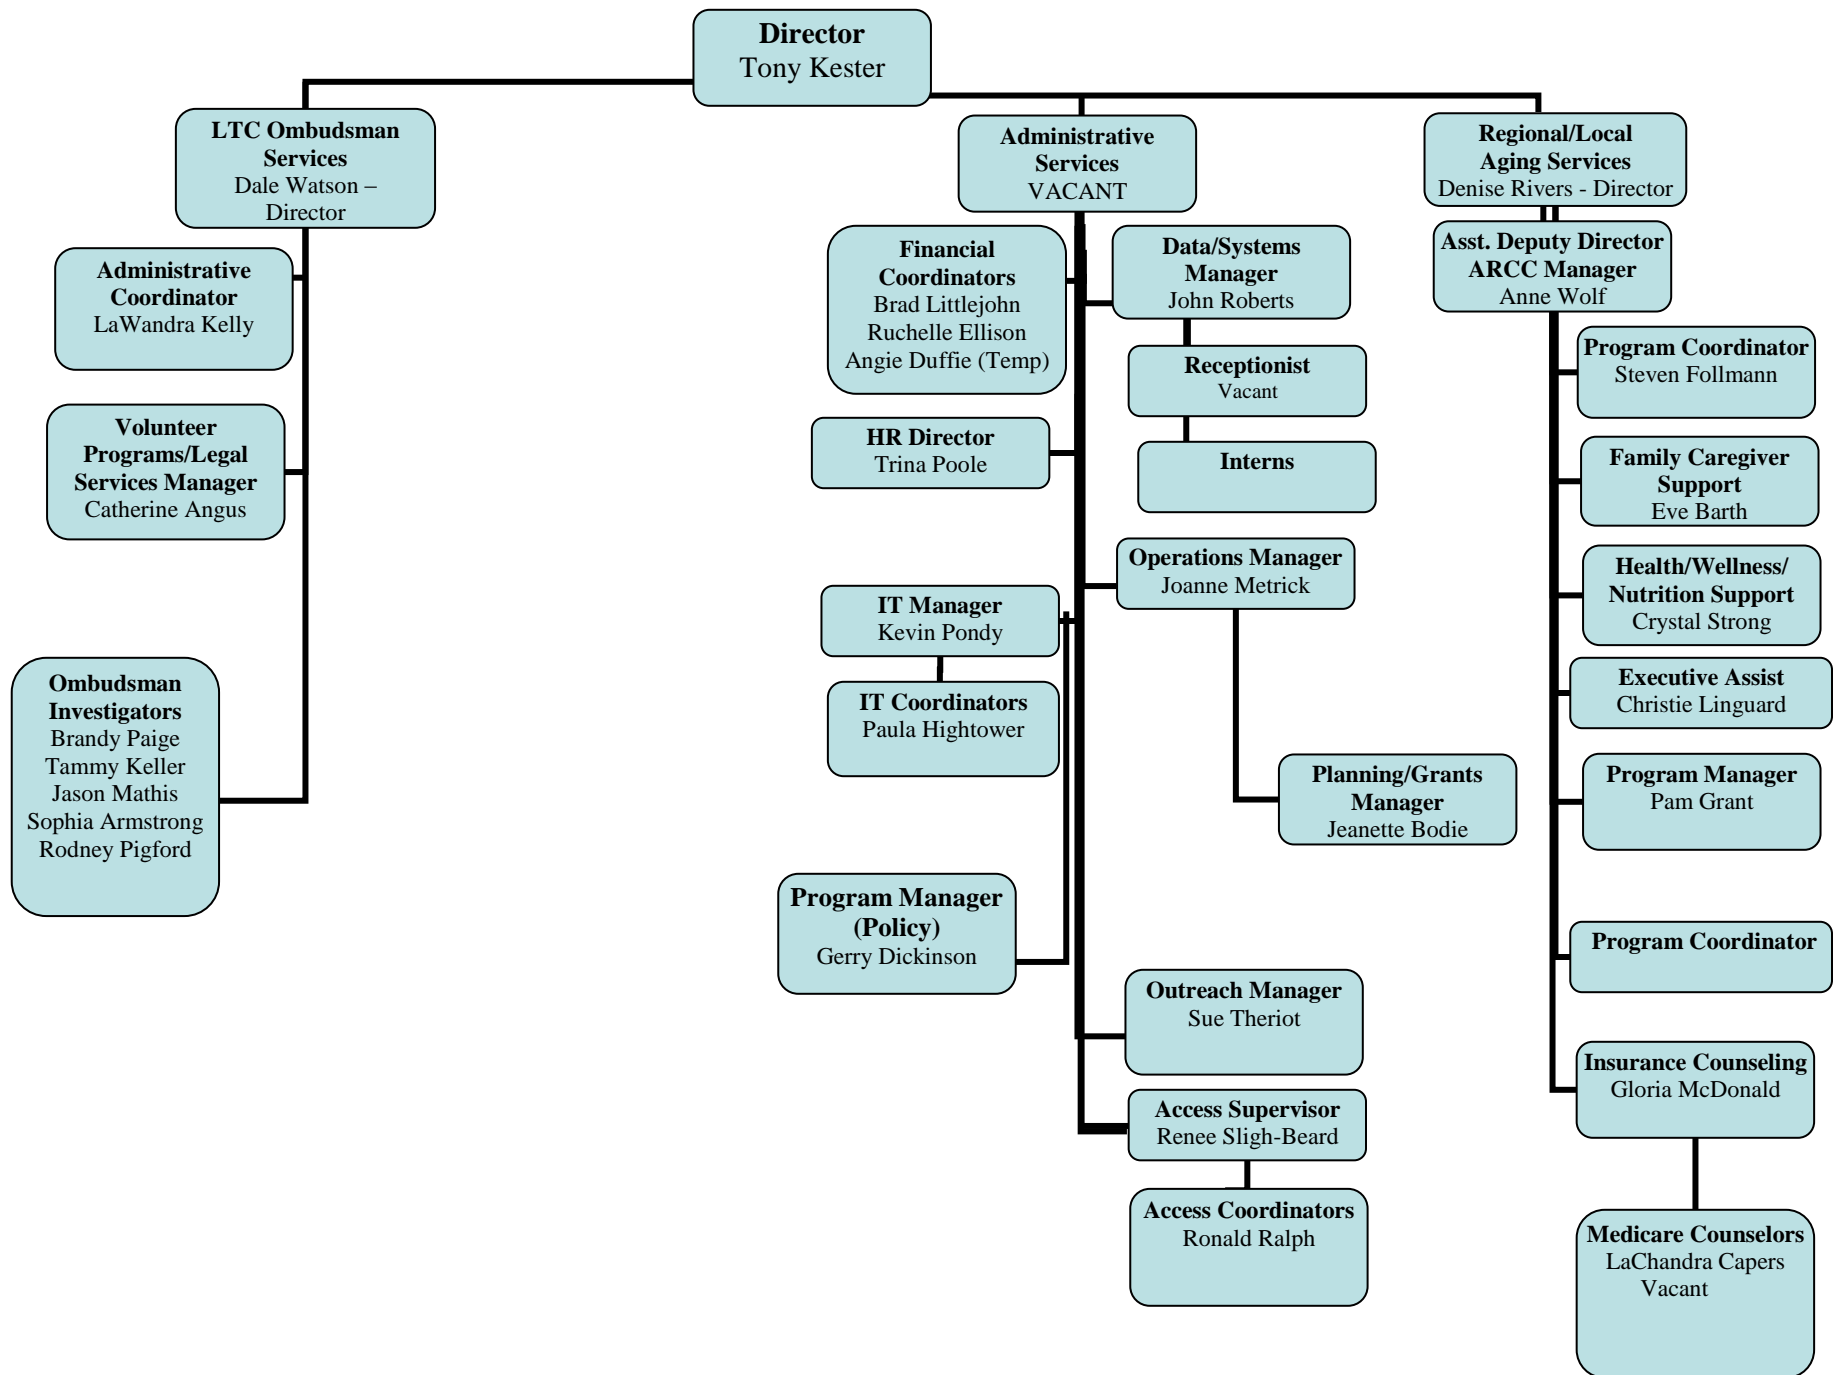 Director
Tony Kester
LTC Ombudsman
Services
Dale Watson –
Director
Administrative
Coordinator
LaWandra Kelly
Volunteer
Programs/Legal
Services Manager
Catherine Angus
Ombudsman
Investigators
Brandy Paige
Tammy Keller
Jason Mathis
Sophia Armstrong
Rodney Pigford
Administrative
Services
VACANT
Financial
Coordinators
Brad Littlejohn
Ruchelle Ellison
Angie Duffie (Temp)
HR Director
Trina Poole
IT Manager
Kevin Pondy
IT Coordinators
Paula Hightower
Program Manager
(Policy)
Gerry Dickinson
Data/Systems
Manager
John Roberts
Receptionist
Vacant
Interns
Operations Manager
Joanne Metrick
Planning/Grants
Manager
Jeanette Bodie
Outreach Manager
Sue Theriot
Access Supervisor
Renee Sligh-Beard
Access Coordinators
Ronald Ralph
Regional/Local
Aging Services
Denise Rivers - Director
Asst. Deputy Director
ARCC Manager
Anne Wolf
Program Coordinator
Steven Follmann
Family Caregiver
Support
Eve Barth
Health/Wellness/
Nutrition Support
Crystal Strong
Executive Assist
Christie Linguard
Program Manager
Pam Grant
Program Coordinator
Insurance Counseling
Gloria McDonald
Medicare Counselors
LaChandra Capers
Vacant